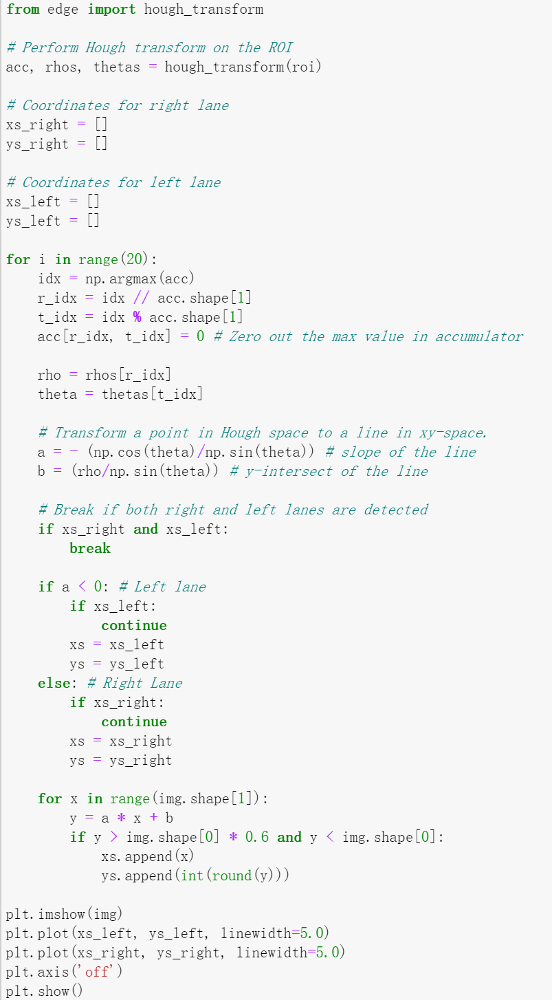 from edge import hough_transform

# Perform Hough transform on the ROI
acc, rhos, thetas = hough_transform(roi)

# Coordinates for right lane
xs_right = []
ys_right = []

# Coordinates for left lane
xs_left = []
ys_left = []

for i in range(20):
    idx = np.argmax(acc)
    r_idx = idx // acc.shape[1]
    t_idx = idx % acc.shape[1]
    acc[r_idx, t_idx] = 0 # Zero out the max value in accumulator

    rho = rhos[r_idx]
    theta = thetas[t_idx]

    # Transform a point in Hough space to a line in xy-space.
    a = - (np.cos(theta)/np.sin(theta)) # slope of the line
    b = (rho/np.sin(theta)) # y-intersect of the line

    # Break if both right and left lanes are detected
    if xs_right and xs_left:
        break

    if a < 0: # Left lane
        if xs_left:
            continue
        xs = xs_left
        ys = ys_left
    else: # Right Lane
        if xs_right:
            continue
        xs = xs_right
        ys = ys_right

    for x in range(img.shape[1]):
        y = a * x + b
        if y > img.shape[0] * 0.6 and y < img.shape[0]:
            xs.append(x)
            ys.append(int(round(y)))

plt.imshow(img)
plt.plot(xs_left, ys_left, linewidth=5.0)
plt.plot(xs_right, ys_right, linewidth=5.0)
plt.axis('off')
plt.show()